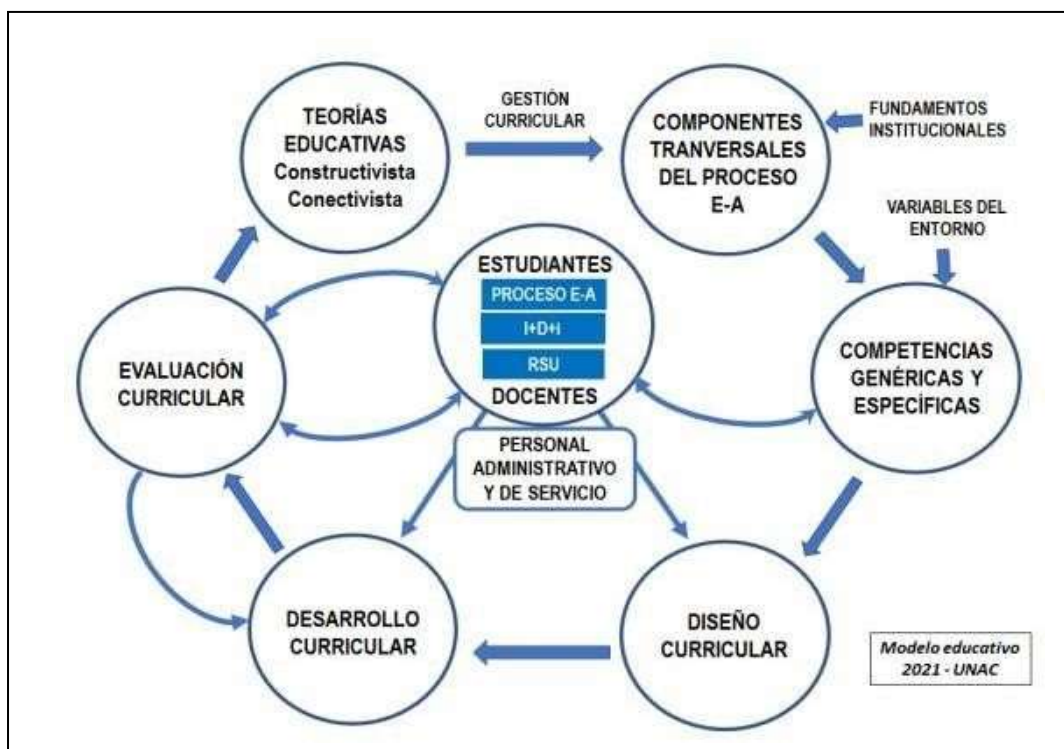 TEORÍAS
EDUCATIVAS
Constructivista
Conectivista
GESTIÓN
CURRICULAR
COMPONENTES
TRANVERSALES
DEL PROCESO
E-A
FUNDAMENTOS
INSTITUCIONALES
VARIABLES DEL
ENTORNO
ESTUDIANTES
PROCESO E-A
I+D+i
RSU
DOCENTES
EVALUACIÓN
CURRICULAR
COMPETENCIAS
GENÉRICAS Y
ESPECÍFICAS
PERSONAL
ADMINISTRATIVO
Y DE SERVICIO
DESARROLLO
CURRICULAR
DISEÑO
CURRICULAR
Modelo educativo
2021 - UNAC